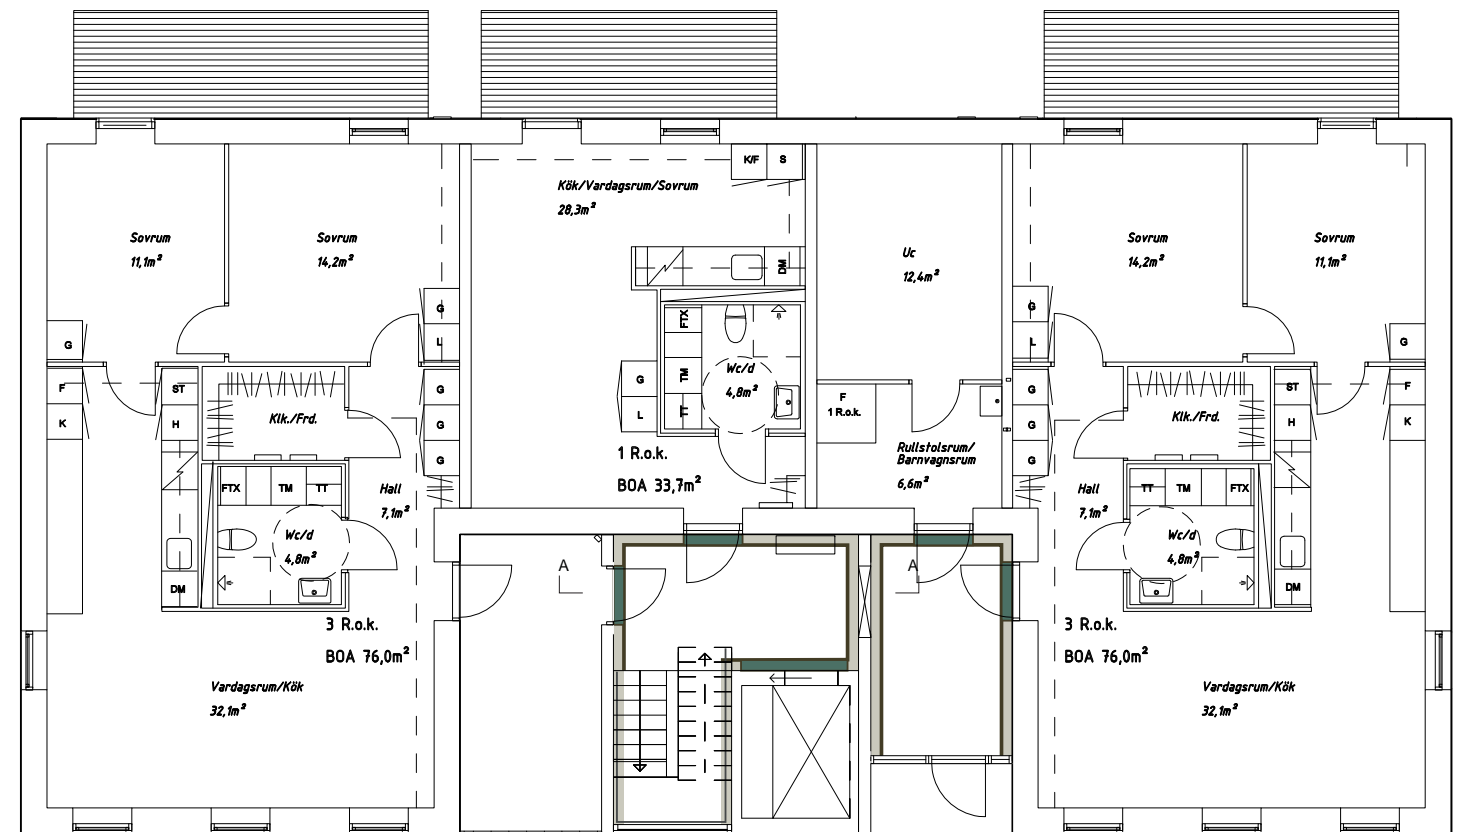 K/F S
Kök/Vardagsrum/Sovrum
28,3m²
Sovrum
11,1m²
Sovrum
14,2m²
Uc
12,4m²
Sovrum
14,2m²
Sovrum
11,1m²
DM
G
L
FTX
G
L
G
G
F
K
ST
H
Klk./Frd.
G
G
G
G
L
TM
TT
Wc/d
4,8m²
F
1 R.o.k.
Rullstolsrum/
Barnvagnsrum
6,6m²
G
G
G
Klk./Frd.
ST
H
F
K
1 R.o.k.
BOA 33,7m²
FTX TM TT
Hall
7,1m²
Wc/d
4,8m²
DM
Hall
7,1m²
TT TM FTX
Wc/d
4,8m²
DM
A
A
3 R.o.k.
BOA 76,0m²
3 R.o.k.
BOA 76,0m²
Vardagsrum/Kök
32,1m²
Vardagsrum/Kök
32,1m²